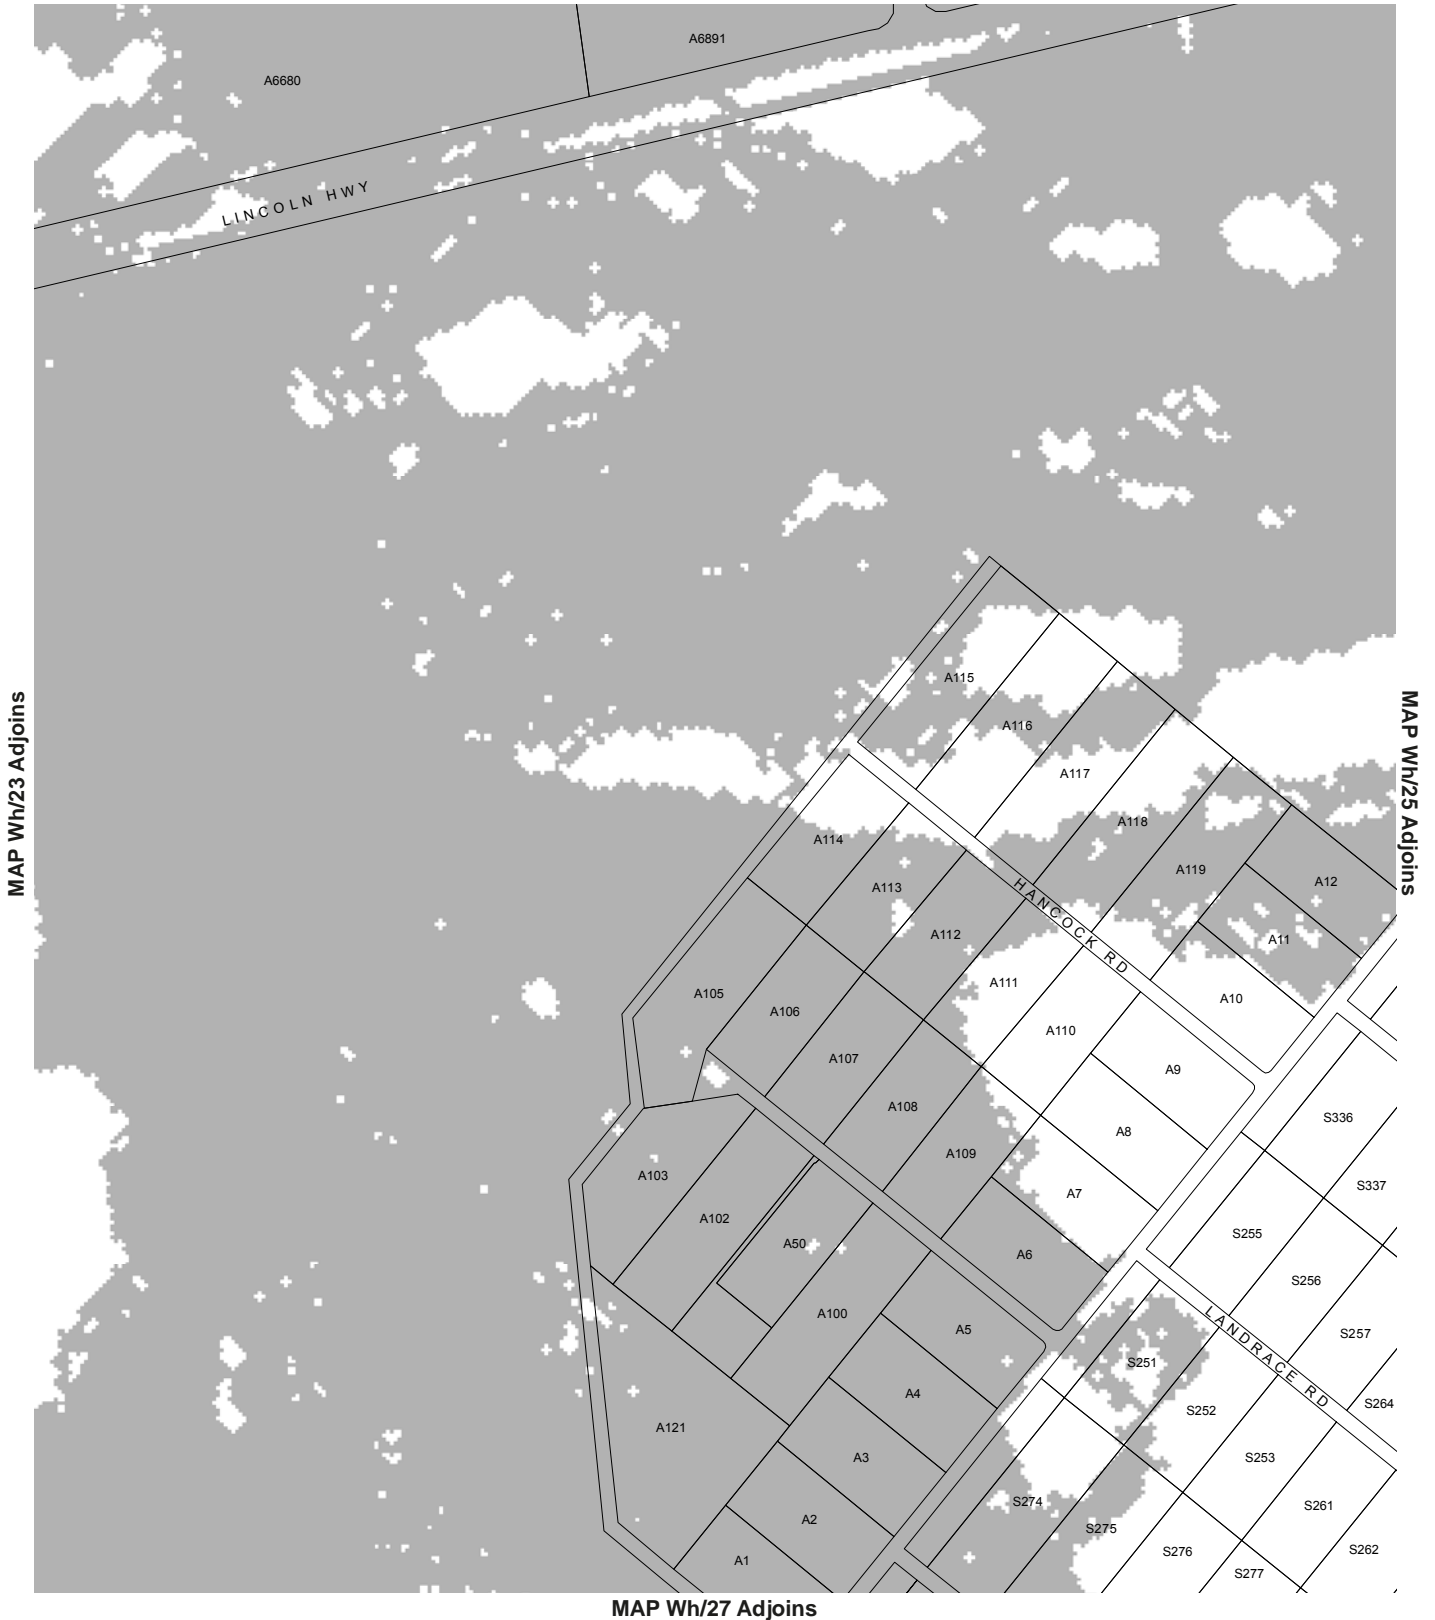 A6891
A6680
LINCOLN HWY
A115
A116
A117
A118
A114
A119
A12
A113
A112
A11
HANCOCK RD
A111
A10
A105
A106
A110
A107
A9
A108
S336
A8
A109
A103
S337
A7
A102
S255
A50
A6
S256
A100
A5
LANDRACE RD
S257
S251
A4
S264
S252
A121
A3
S253
S274
S261
A2
S275
S276
S262
A1
S277
MAP Wh/23 Adjoins
MAP Wh/25 Adjoins
MAP Wh/27 Adjoins